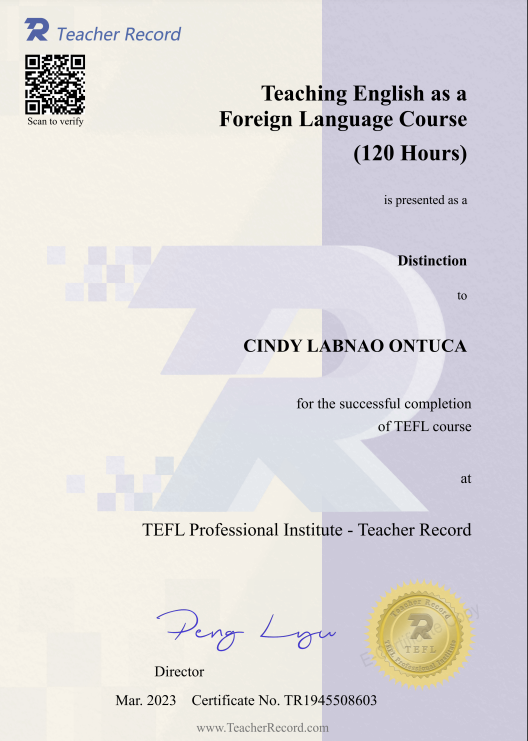 Teacher Record
Scan to verify
Teaching English as a
Foreign Language Course
(120 Hours)
is presented as a
Distinction
to
CINDY LABNAO ONTUCA
for the successful completion
of TEFL course
at
TEFL Professional Institute - Teacher Record
Peng Lyu
Teacher Record
TEFL
TEFL Professional Institute
Director
Mar. 2023 Certificate No. TR1945508603
www.TeacherRecord.com